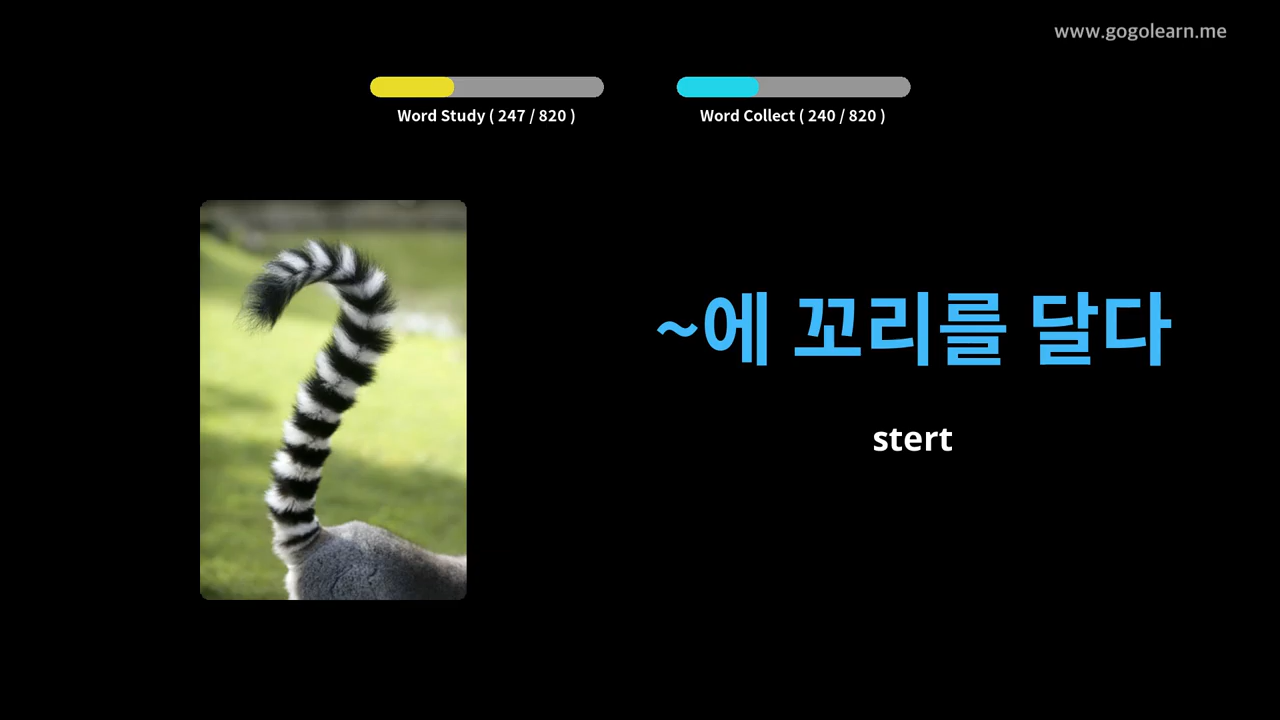 www.gogolearn.me
Word Study ( 247 / 820 )
Word Collect ( 240 / 820 )
~에 꼬리를 달다
stert